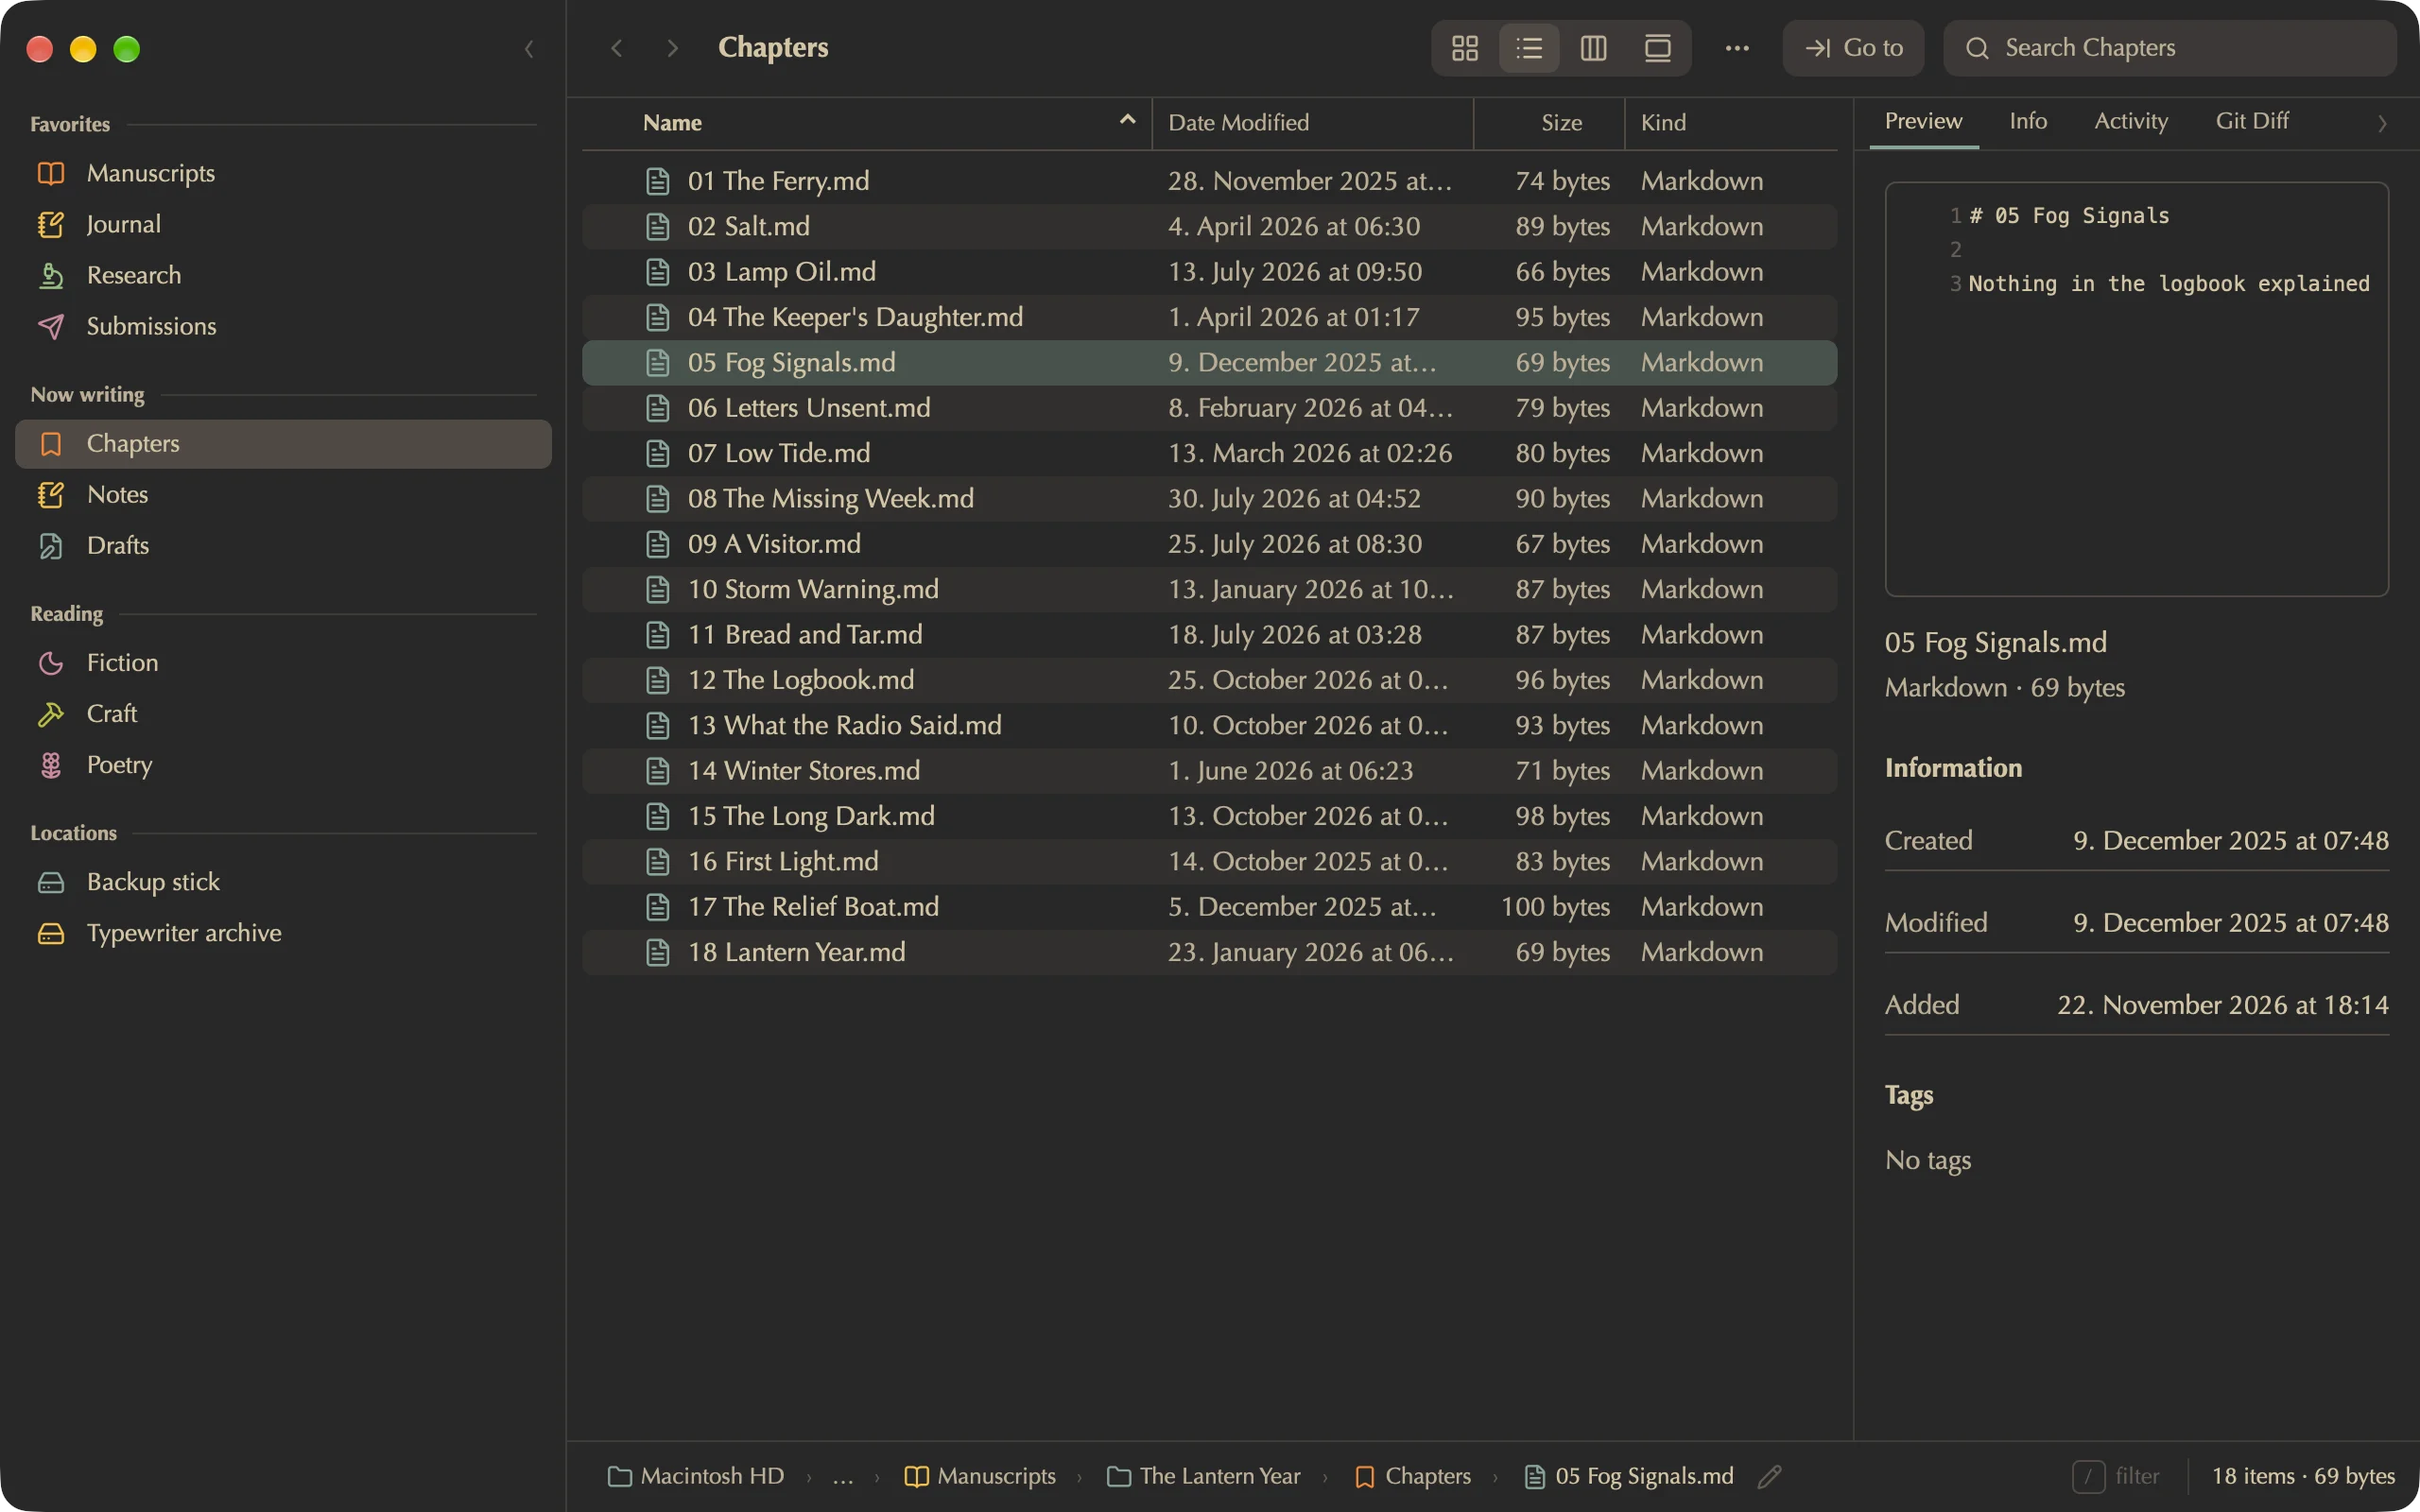 Favorites
Manuscripts
Journal
Research
Submissions
Now writing
Chapters
Notes
Drafts
Reading
Fiction
Craft
Poetry
Locations
Backup stick
Typewriter archive
Chapters
Go to
Search Chapters
Name Date Modified Size Kind
01 The Ferry.md 28. November 2025 at… 74 bytes Markdown
02 Salt.md 4. April 2026 at 06:30 89 bytes Markdown
03 Lamp Oil.md 13. July 2026 at 09:50 66 bytes Markdown
04 The Keeper's Daughter.md 1. April 2026 at 01:17 95 bytes Markdown
05 Fog Signals.md 9. December 2025 at… 69 bytes Markdown
06 Letters Unsent.md 8. February 2026 at 04… 79 bytes Markdown
07 Low Tide.md 13. March 2026 at 02:26 80 bytes Markdown
08 The Missing Week.md 30. July 2026 at 04:52 90 bytes Markdown
09 A Visitor.md 25. July 2026 at 08:30 67 bytes Markdown
10 Storm Warning.md 13. January 2026 at 10… 87 bytes Markdown
11 Bread and Tar.md 18. July 2026 at 03:28 87 bytes Markdown
12 The Logbook.md 25. October 2026 at 0… 96 bytes Markdown
13 What the Radio Said.md 10. October 2026 at 0… 93 bytes Markdown
14 Winter Stores.md 1. June 2026 at 06:23 71 bytes Markdown
15 The Long Dark.md 13. October 2026 at 0… 98 bytes Markdown
16 First Light.md 14. October 2025 at 0… 83 bytes Markdown
17 The Relief Boat.md 5. December 2025 at… 100 bytes Markdown
18 Lantern Year.md 23. January 2026 at 06… 69 bytes Markdown
Preview Info Activity Git Diff
1 # 05 Fog Signals
2
3 Nothing in the logbook explained
05 Fog Signals.md
Markdown · 69 bytes
Information
Created 9. December 2025 at 07:48
Modified 9. December 2025 at 07:48
Added 22. November 2026 at 18:14
Tags
No tags
Macintosh HD › … › Manuscripts › The Lantern Year › Chapters › 05 Fog Signals.md
/ filter
18 items · 69 bytes